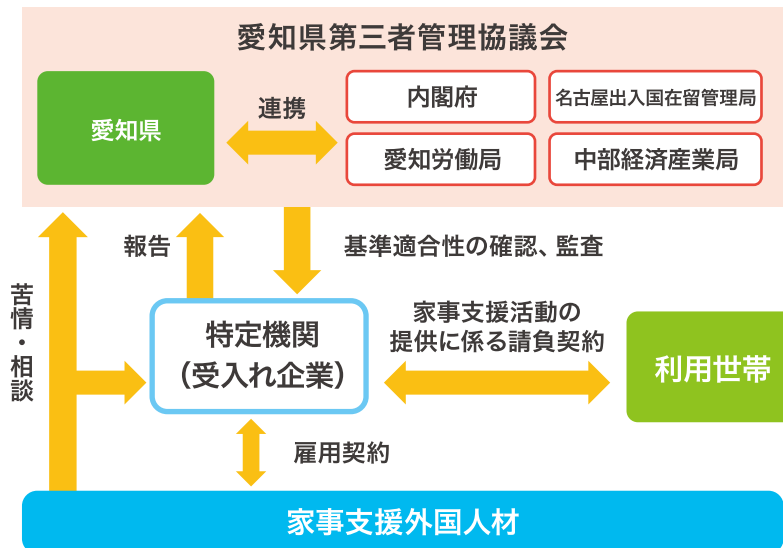 愛知県第三者管理協議会
愛知県
連携
内閣府
名古屋出入国在留管理局
愛知労働局
中部経済産業局
報告
基準適合性の確認、監査
苦情・相談
特定機関
（受入れ企業）
家事支援活動の
提供に係る請負契約
利用世帯
雇用契約
家事支援外国人材